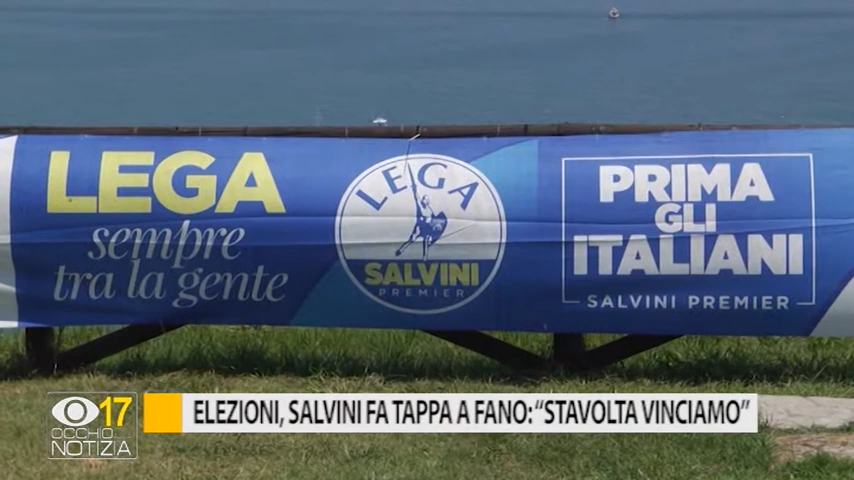 LEGA
sempre
tra la gente
LEGA
SALVINI
PREMIER
PRIMA
GLI
ITALIANI
SALVINI PREMIER
17
OCCHIO ALLA
NOTIZIA
ELEZIONI, SALVINI FA TAPPA A FANO: “STAVOLTA VINCIAMO”